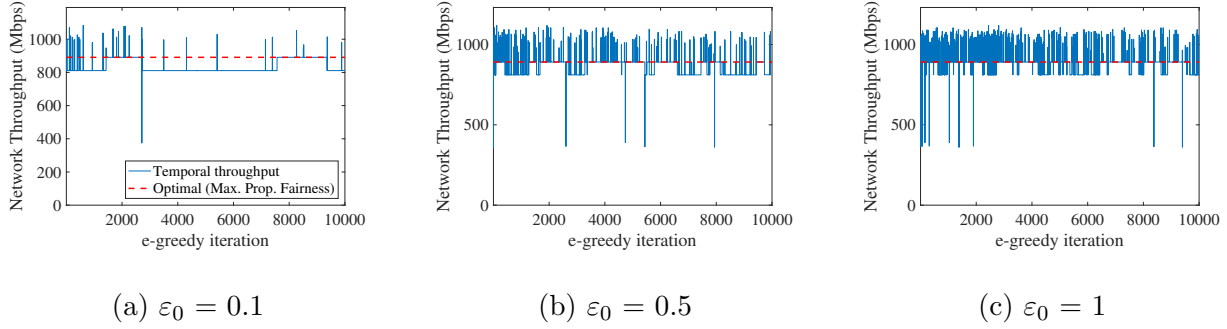 Network Throughput (Mbps)
1000
800
600
400
200
0
2000 4000 6000 8000 10000
e-greedy iteration
Temporal throughput
Optimal (Max. Prop. Fairness)
(a) ε₀ = 0.1
Network Throughput (Mbps)
1000
500
0
2000 4000 6000 8000 10000
e-greedy iteration
(b) ε₀ = 0.5
Network Throughput (Mbps)
1000
500
0
2000 4000 6000 8000 10000
e-greedy iteration
(c) ε₀ = 1